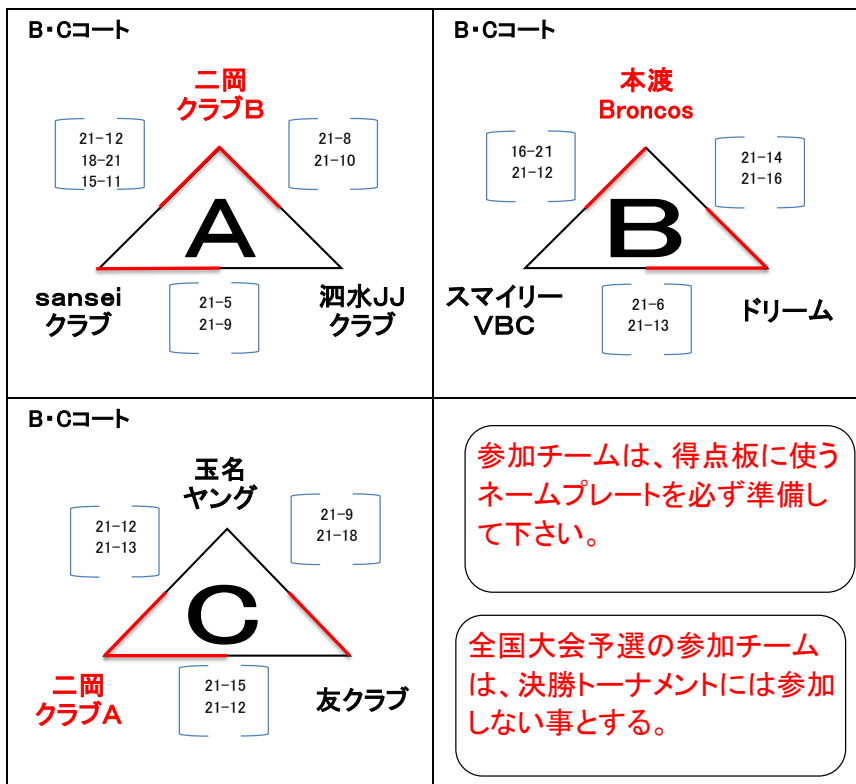 B・Cコート
二岡
クラブB
21-12
18-21
15-11
21-8
21-10
A
sansei
クラブ
21-5
21-9
泗水JJ
クラブ
B・Cコート
本渡
Broncos
16-21
21-12
21-14
21-16
B
スマイリー
VBC
21-6
21-13
ドリーム
B・Cコート
玉名
ヤング
21-12
21-13
21-9
21-18
C
二岡
クラブA
21-15
21-12
友クラブ
参加チームは、得点板に使う
ネームプレートを必ず準備し
て下さい。
全国大会予選の参加チーム
は、決勝トーナメントには参加
しない事とする。